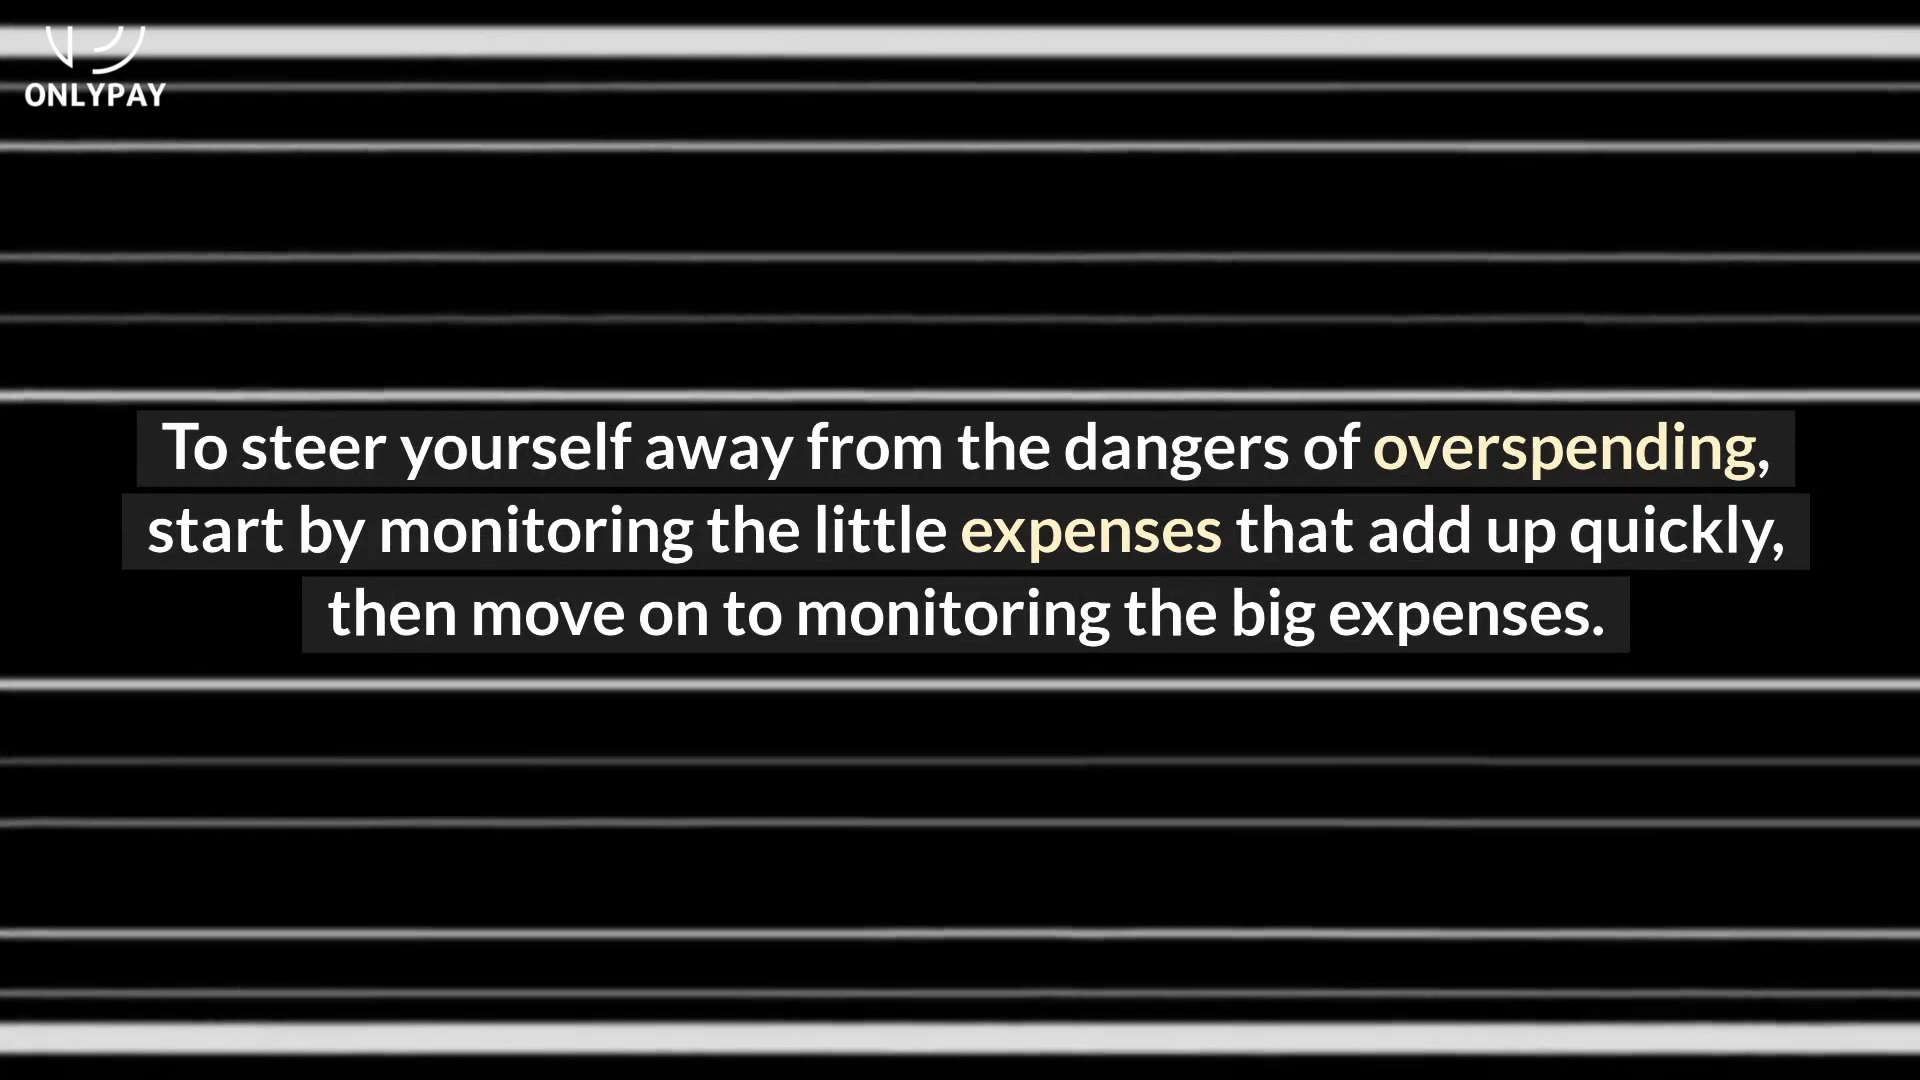 ONLYPAY
To steer yourself away from the dangers of overspending,
start by monitoring the little expenses that add up quickly,
then move on to monitoring the big expenses.